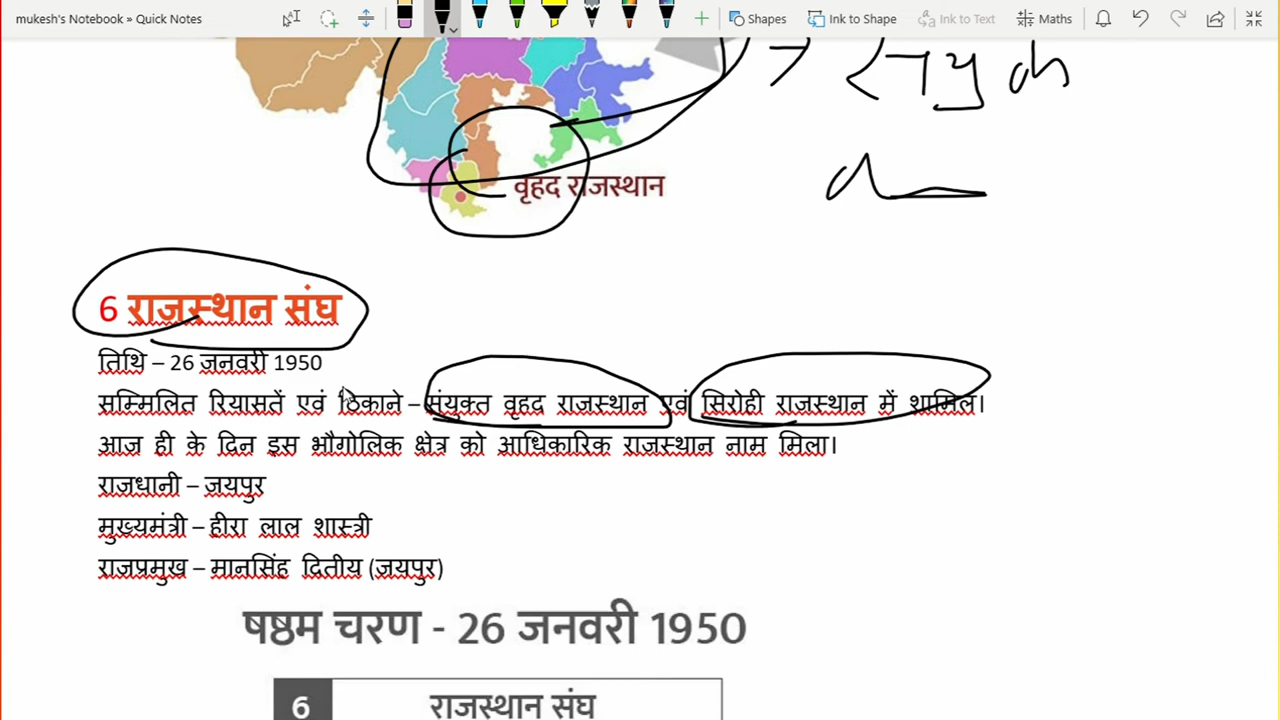 mukesh's Notebook » Quick Notes
Shapes
Ink to Shape
Ink to Text
Maths
वृहद राजस्थान
6 राजस्थान संघ
तिथि – 26 जनवरी 1950
सम्मिलित रियासतें एवं ठिकाने – संयुक्त वृहद राजस्थान एवं सिरोही राजस्थान में शामिल।
आज ही के दिन इस भौगोलिक क्षेत्र को आधिकारिक राजस्थान नाम मिला।
राजधानी – जयपुर
मुख्यमंत्री – हीरा लाल शास्त्री
राजप्रमुख – मानसिंह द्वितीय (जयपुर)
षष्ठम चरण - 26 जनवरी 1950
6 राजस्थान संघ